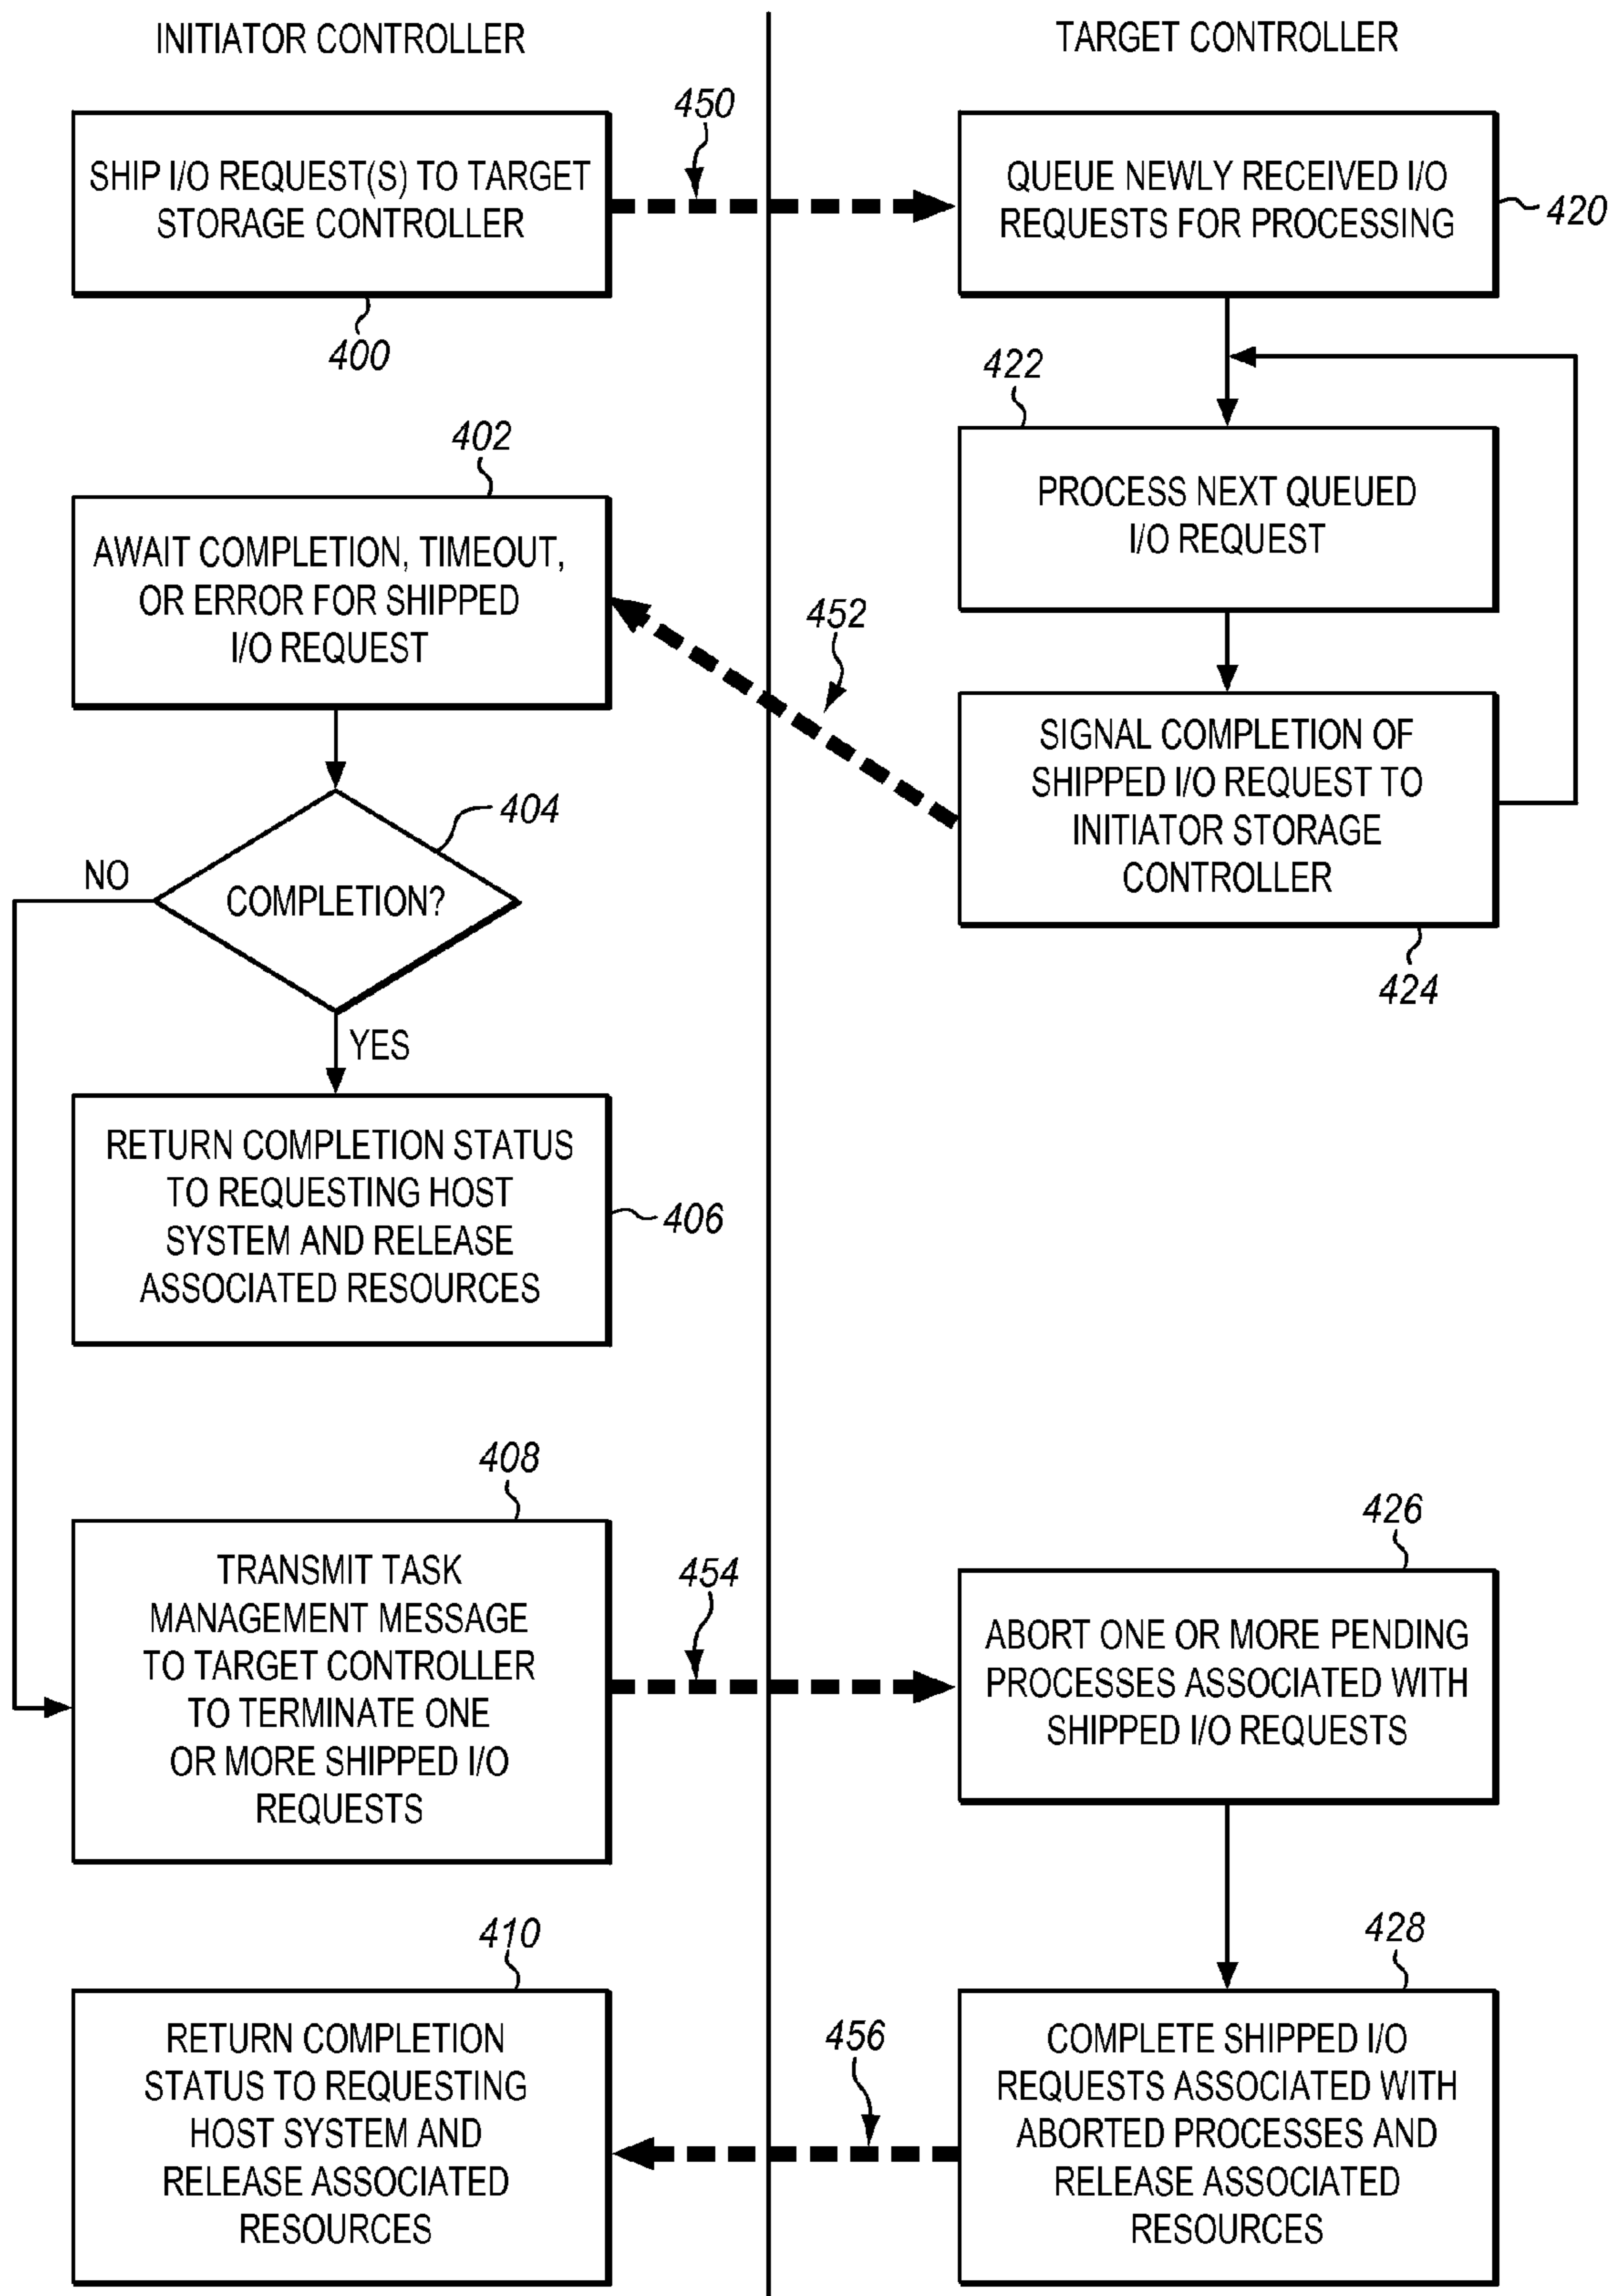 INITIATOR CONTROLLER
TARGET CONTROLLER
SHIP I/O REQUEST(S) TO TARGET
STORAGE CONTROLLER
400
450
QUEUE NEWLY RECEIVED I/O
REQUESTS FOR PROCESSING
420
422
PROCESS NEXT QUEUED
I/O REQUEST
402
AWAIT COMPLETION, TIMEOUT,
OR ERROR FOR SHIPPED
I/O REQUEST
452
SIGNAL COMPLETION OF
SHIPPED I/O REQUEST TO
INITIATOR STORAGE
CONTROLLER
424
404
NO
COMPLETION?
YES
RETURN COMPLETION STATUS
TO REQUESTING HOST
SYSTEM AND RELEASE
ASSOCIATED RESOURCES
406
408
TRANSMIT TASK
MANAGEMENT MESSAGE
TO TARGET CONTROLLER
TO TERMINATE ONE
OR MORE SHIPPED I/O
REQUESTS
454
426
ABORT ONE OR MORE PENDING
PROCESSES ASSOCIATED WITH
SHIPPED I/O REQUESTS
410
RETURN COMPLETION
STATUS TO REQUESTING
HOST SYSTEM AND
RELEASE ASSOCIATED
RESOURCES
456
428
COMPLETE SHIPPED I/O
REQUESTS ASSOCIATED WITH
ABORTED PROCESSES AND
RELEASE ASSOCIATED
RESOURCES